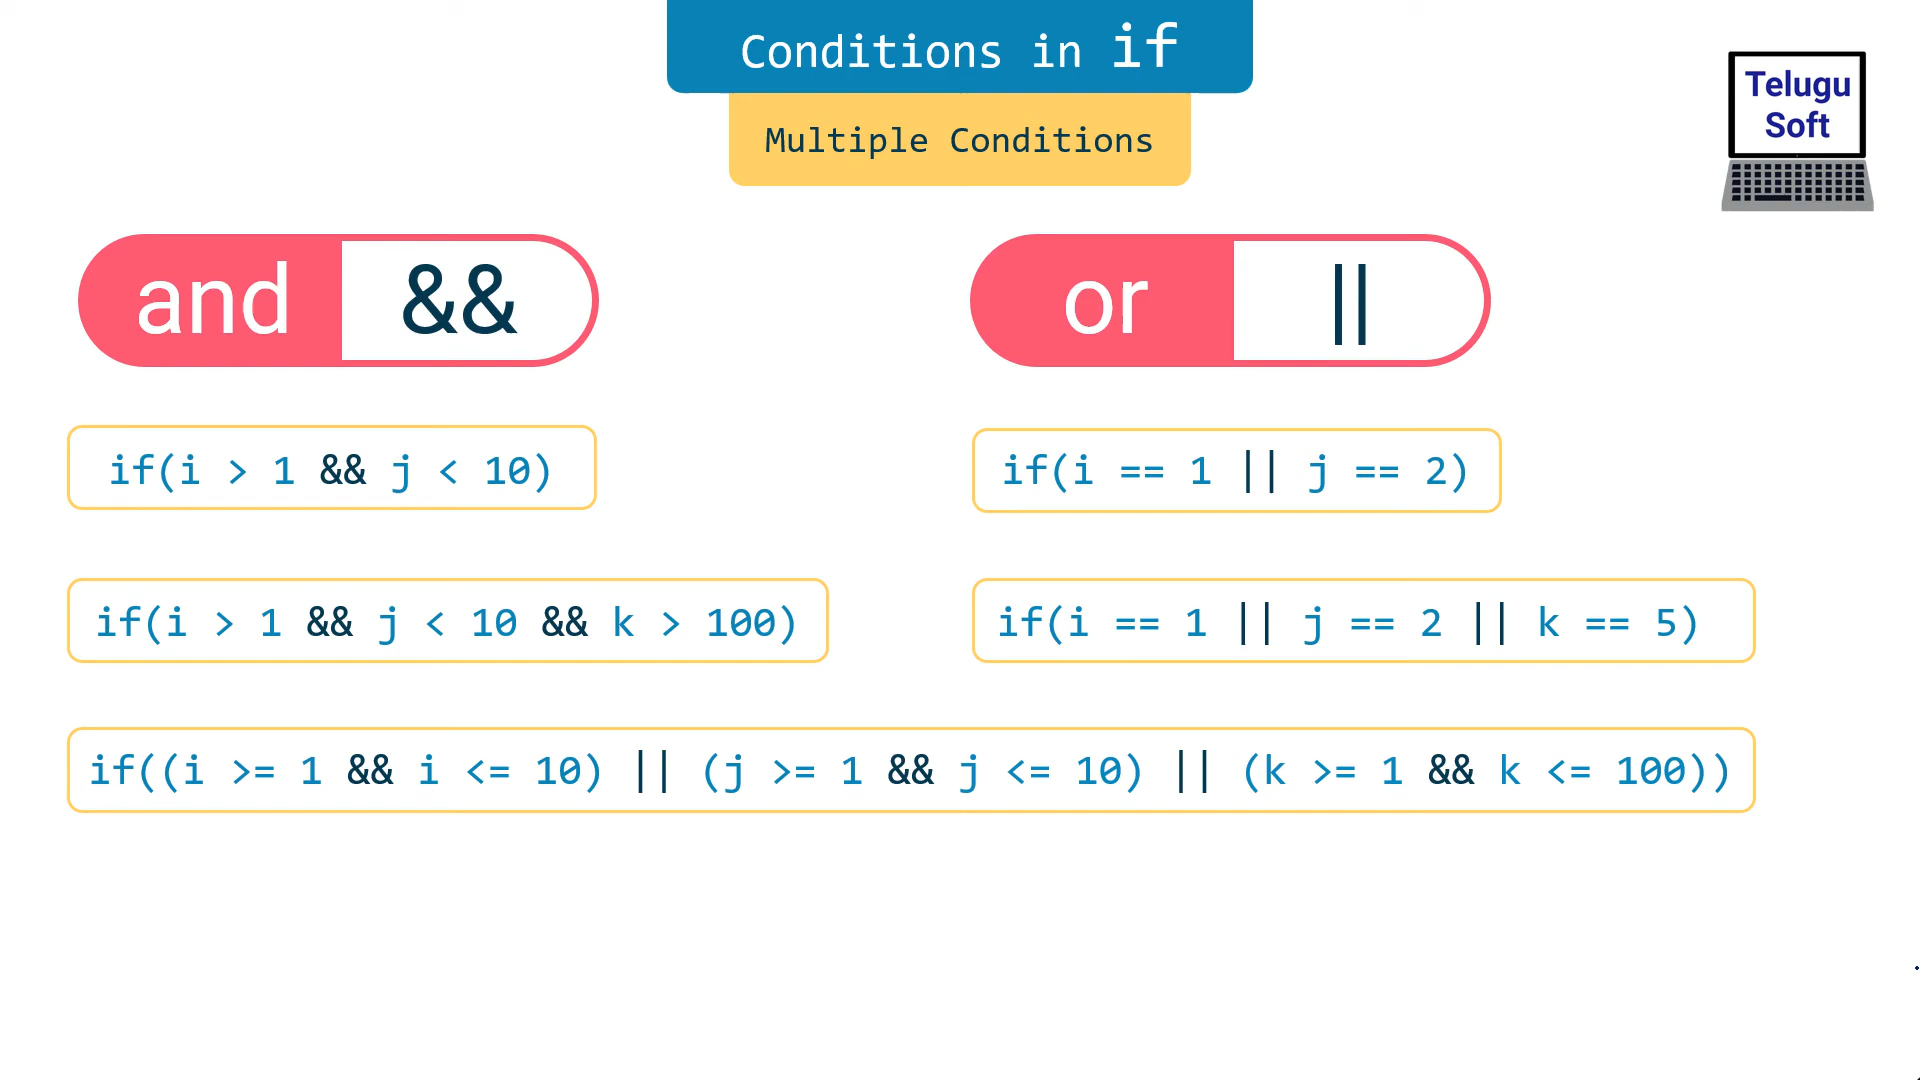 Conditions in if
Multiple Conditions
Telugu
Soft
and &&
or ||
if(i > 1 && j < 10)
if(i == 1 || j == 2)
if(i > 1 && j < 10 && k > 100)
if(i == 1 || j == 2 || k == 5)
if((i >= 1 && i <= 10) || (j >= 1 && j <= 10) || (k >= 1 && k <= 100))